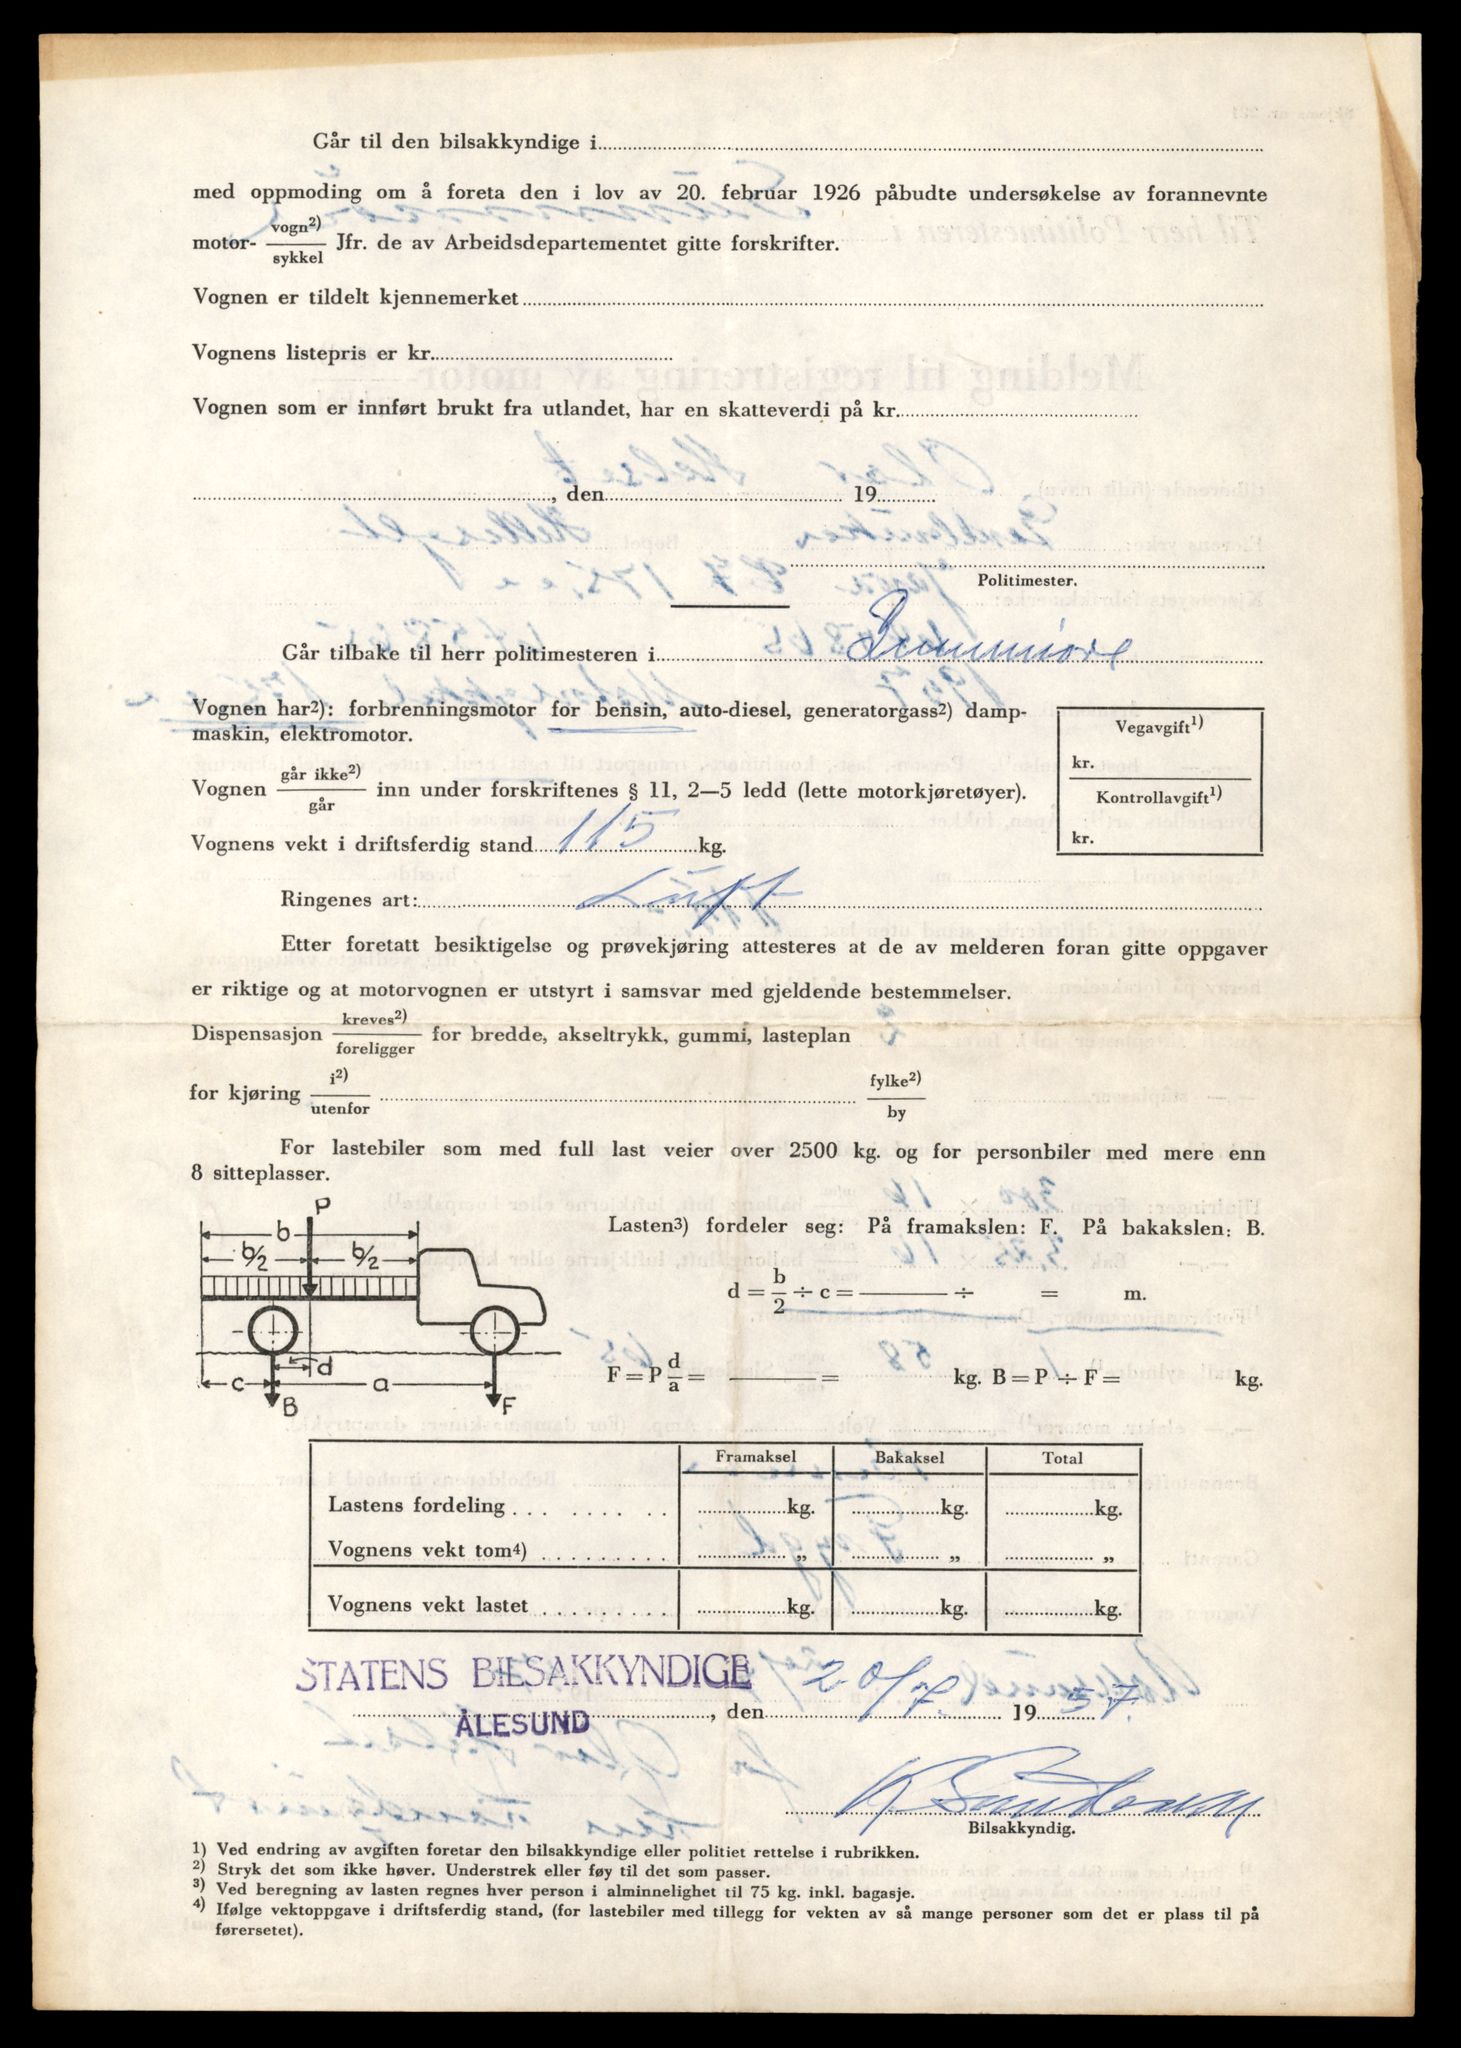 Går til den bilsakkyndige i
med oppmoding om å foreta den i lov av 20. februar 1926 påbudte undersøkelse av forannevnte
motor- vogn2) / sykkel Jfr. de av Arbeidsdepartementet gitte forskrifter.
Vognen er tildelt kjennemerket
Vognens listepris er kr.
Vognen som er innført brukt fra utlandet, har en skatteverdi på kr.
, den 19
Politimester.
Går tilbake til herr politimesteren i Sunnmøre
Vognen har2): forbrenningsmotor for bensin, auto-diesel, generatorgass2) damp-
maskin, elektromotor.
Vegavgift1)
kr.
Kontrollavgift1)
kr.
Vognen går ikke2) / går inn under forskriftenes § 11, 2—5 ledd (lette motorkjøretøyer).
Vognens vekt i driftsferdig stand 115 kg.
Ringenes art: Luft
Etter foretatt besiktigelse og prøvekjøring attesteres at de av melderen foran gitte oppgaver
er riktige og at motorvognen er utstyrt i samsvar med gjeldende bestemmelser.
Dispensasjon kreves2) / foreligger for bredde, akseltrykk, gummi, lasteplan
for kjøring i2) / utenfor fylke2) / by
For lastebiler som med full last veier over 2500 kg. og for personbiler med mere enn
8 sitteplasser.
P
b
b/2 b/2
d
c a
B F
Lasten3) fordeler seg: På framakslen: F. På bakakslen: B.
d = b/2 ÷ c = ——— ÷ = m.
F = P d/a = ——— = kg. B = P ÷ F = kg.
Framaksel Bakaksel Total
Lastens fordeling . . . . . . . . kg. kg. kg.
Vognens vekt tom4) . . . . . . . . . „ „ „
Vognens vekt lastet . . . . . . . . . kg. kg. kg.
STATENS BILSAKKYNDIGE
ÅLESUND , den 20/7. 1957.
Bilsakkyndig.
1) Ved endring av avgiften foretar den bilsakkyndige eller politiet rettelse i rubrikken.
2) Stryk det som ikke høver. Understrek eller føy til det som passer.
3) Ved beregning av lasten regnes hver person i alminnelighet til 75 kg. inkl. bagasje.
4) Ifølge vektoppgave i driftsferdig stand, (for lastebiler med tillegg for vekten av så mange personer som det er plass til på
førersetet).